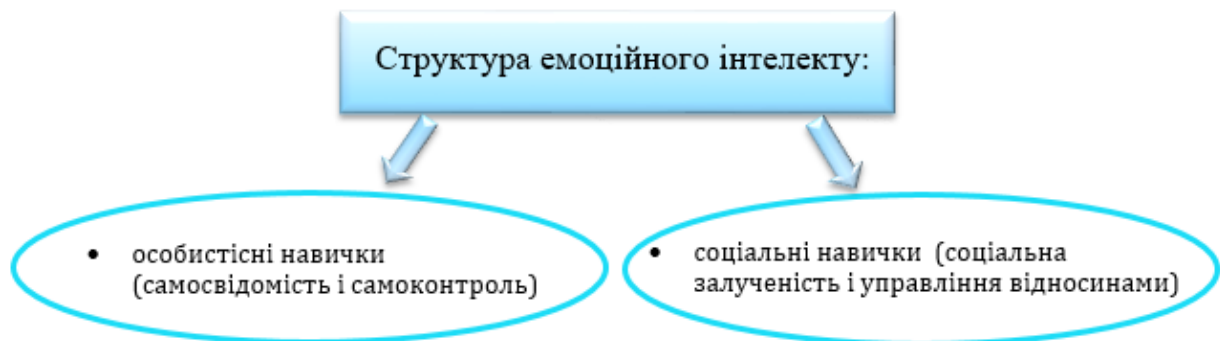 Структура емоційного інтелекту:
• особистісні навички
(самосвідомість і самоконтроль)
• соціальні навички (соціальна
залученість і управління відносинами)